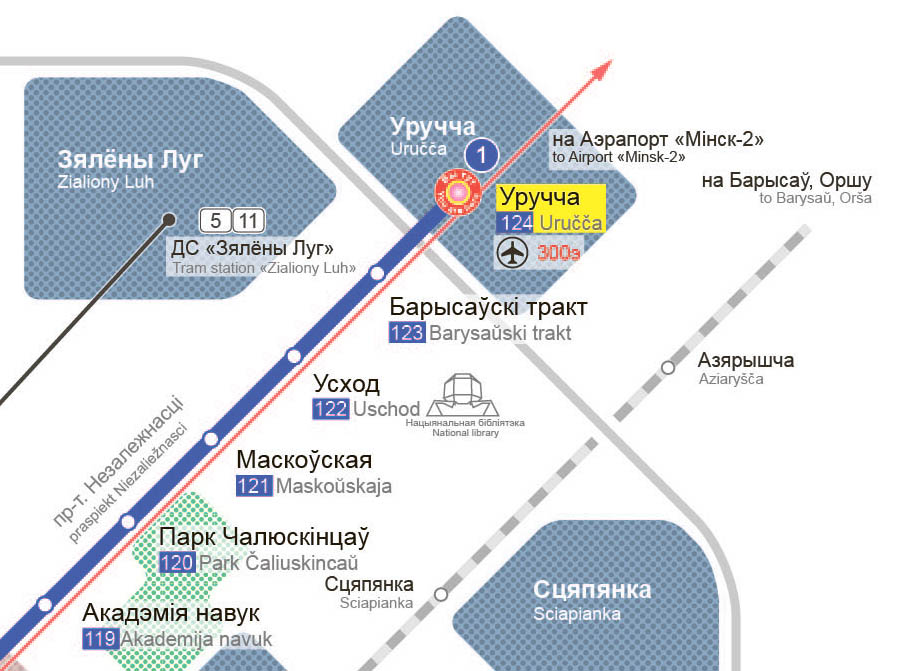 Уручча
Uručča
1
Зялёны Луг
Zialiony Luh
на Аэрапорт «Мінск-2»
to Airport «Minsk-2»
на Барысаў, Оршу
to Barysaŭ, Orša
Уручча
124 Uručča
300э
5 11
ДС «Зялёны Луг»
Tram station «Zialiony Luh»
Барысаўскі тракт
123 Barysaŭski trakt
Азярышча
Aziaryšča
Усход
122 Uschod
Нацыянальная бібліятэка
National library
пр-т. Незалежнасці
praspiekt Niezaliežnasci
Маскоўская
121 Maskoŭskaja
Парк Чалюскінцаў
120 Park Čaliuskincaŭ
Сцяпянка
Sciapianka
Сцяпянка
Sciapianka
Акадэмія навук
119 Akademija navuk